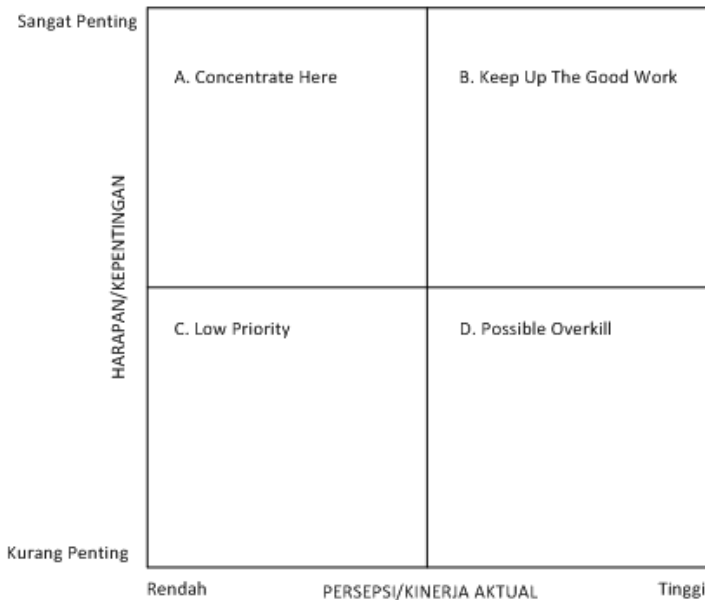 Sangat Penting
A. Concentrate Here
B. Keep Up The Good Work
HARAPAN/KEPENTINGAN
C. Low Priority
D. Possible Overkill
Kurang Penting
Rendah
PERSEPSI/KINERJA AKTUAL
Tinggi